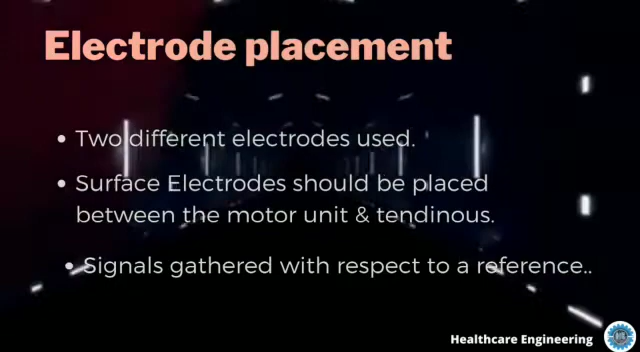 Electrode placement
• Two different electrodes used.
• Surface Electrodes should be placed
between the motor unit & tendinous.
• Signals gathered with respect to a reference..
Healthcare Engineering